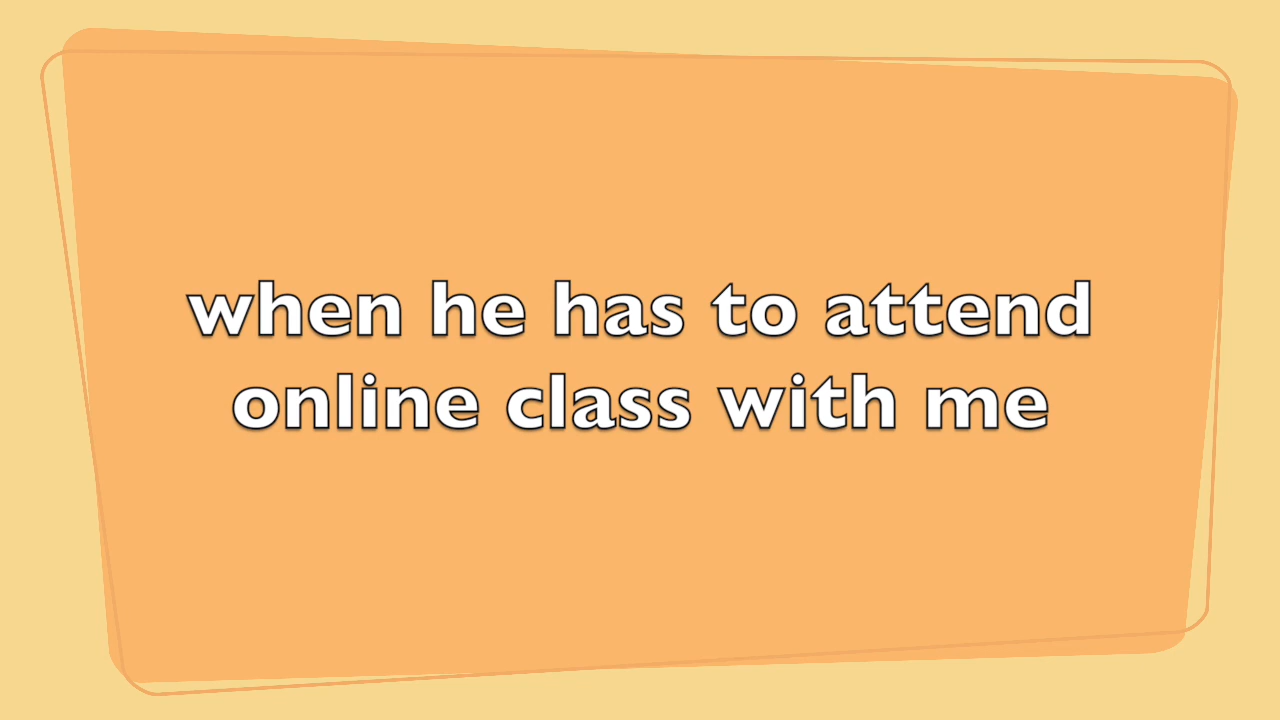 when he has to attend
online class with me